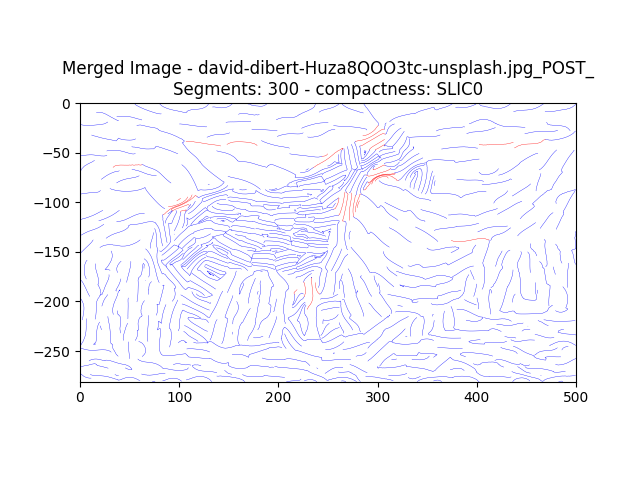 Merged Image - david-dibert-Huza8QOO3tc-unsplash.jpg_POST_
Segments: 300 - compactness: SLIC0
0
−50
−100
−150
−200
−250
0 100 200 300 400 500